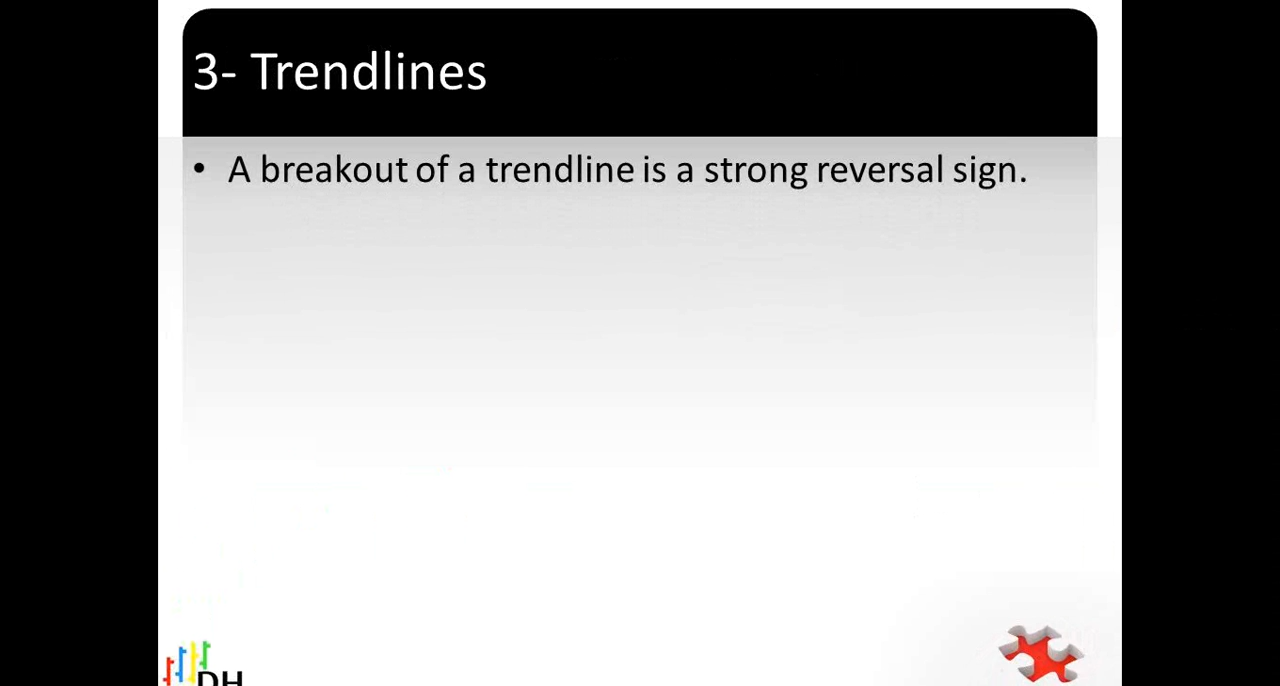 3- Trendlines
• A breakout of a trendline is a strong reversal sign.
DH